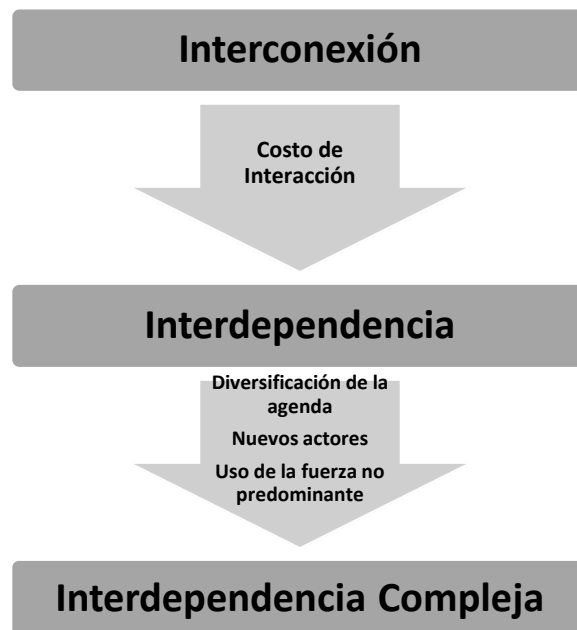 Interconexión
Costo de
Interacción
Interdependencia
Diversificación de la
agenda
Nuevos actores
Uso de la fuerza no
predominante
Interdependencia Compleja